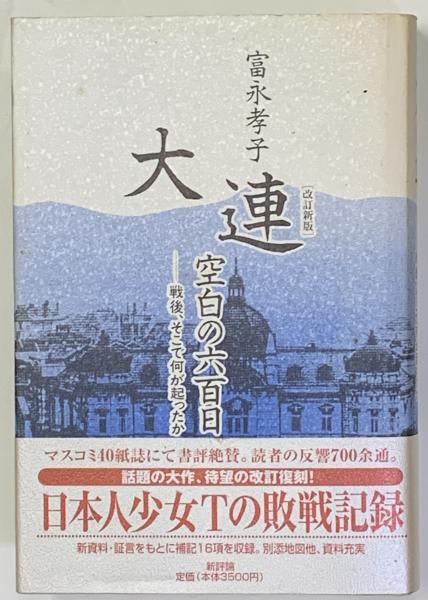 富永孝子
大連
[改訂新版]
空白の六百日
──戦後、そこで何が起ったか
マスコミ40紙誌にて書評絶賛。読者の反響700余通。
話題の大作、待望の改訂復刻!
日本人少女Tの敗戦記録
新資料・証言をもとに補記16項を収録。別添地図他、資料充実
新評論
定価(本体3500円)